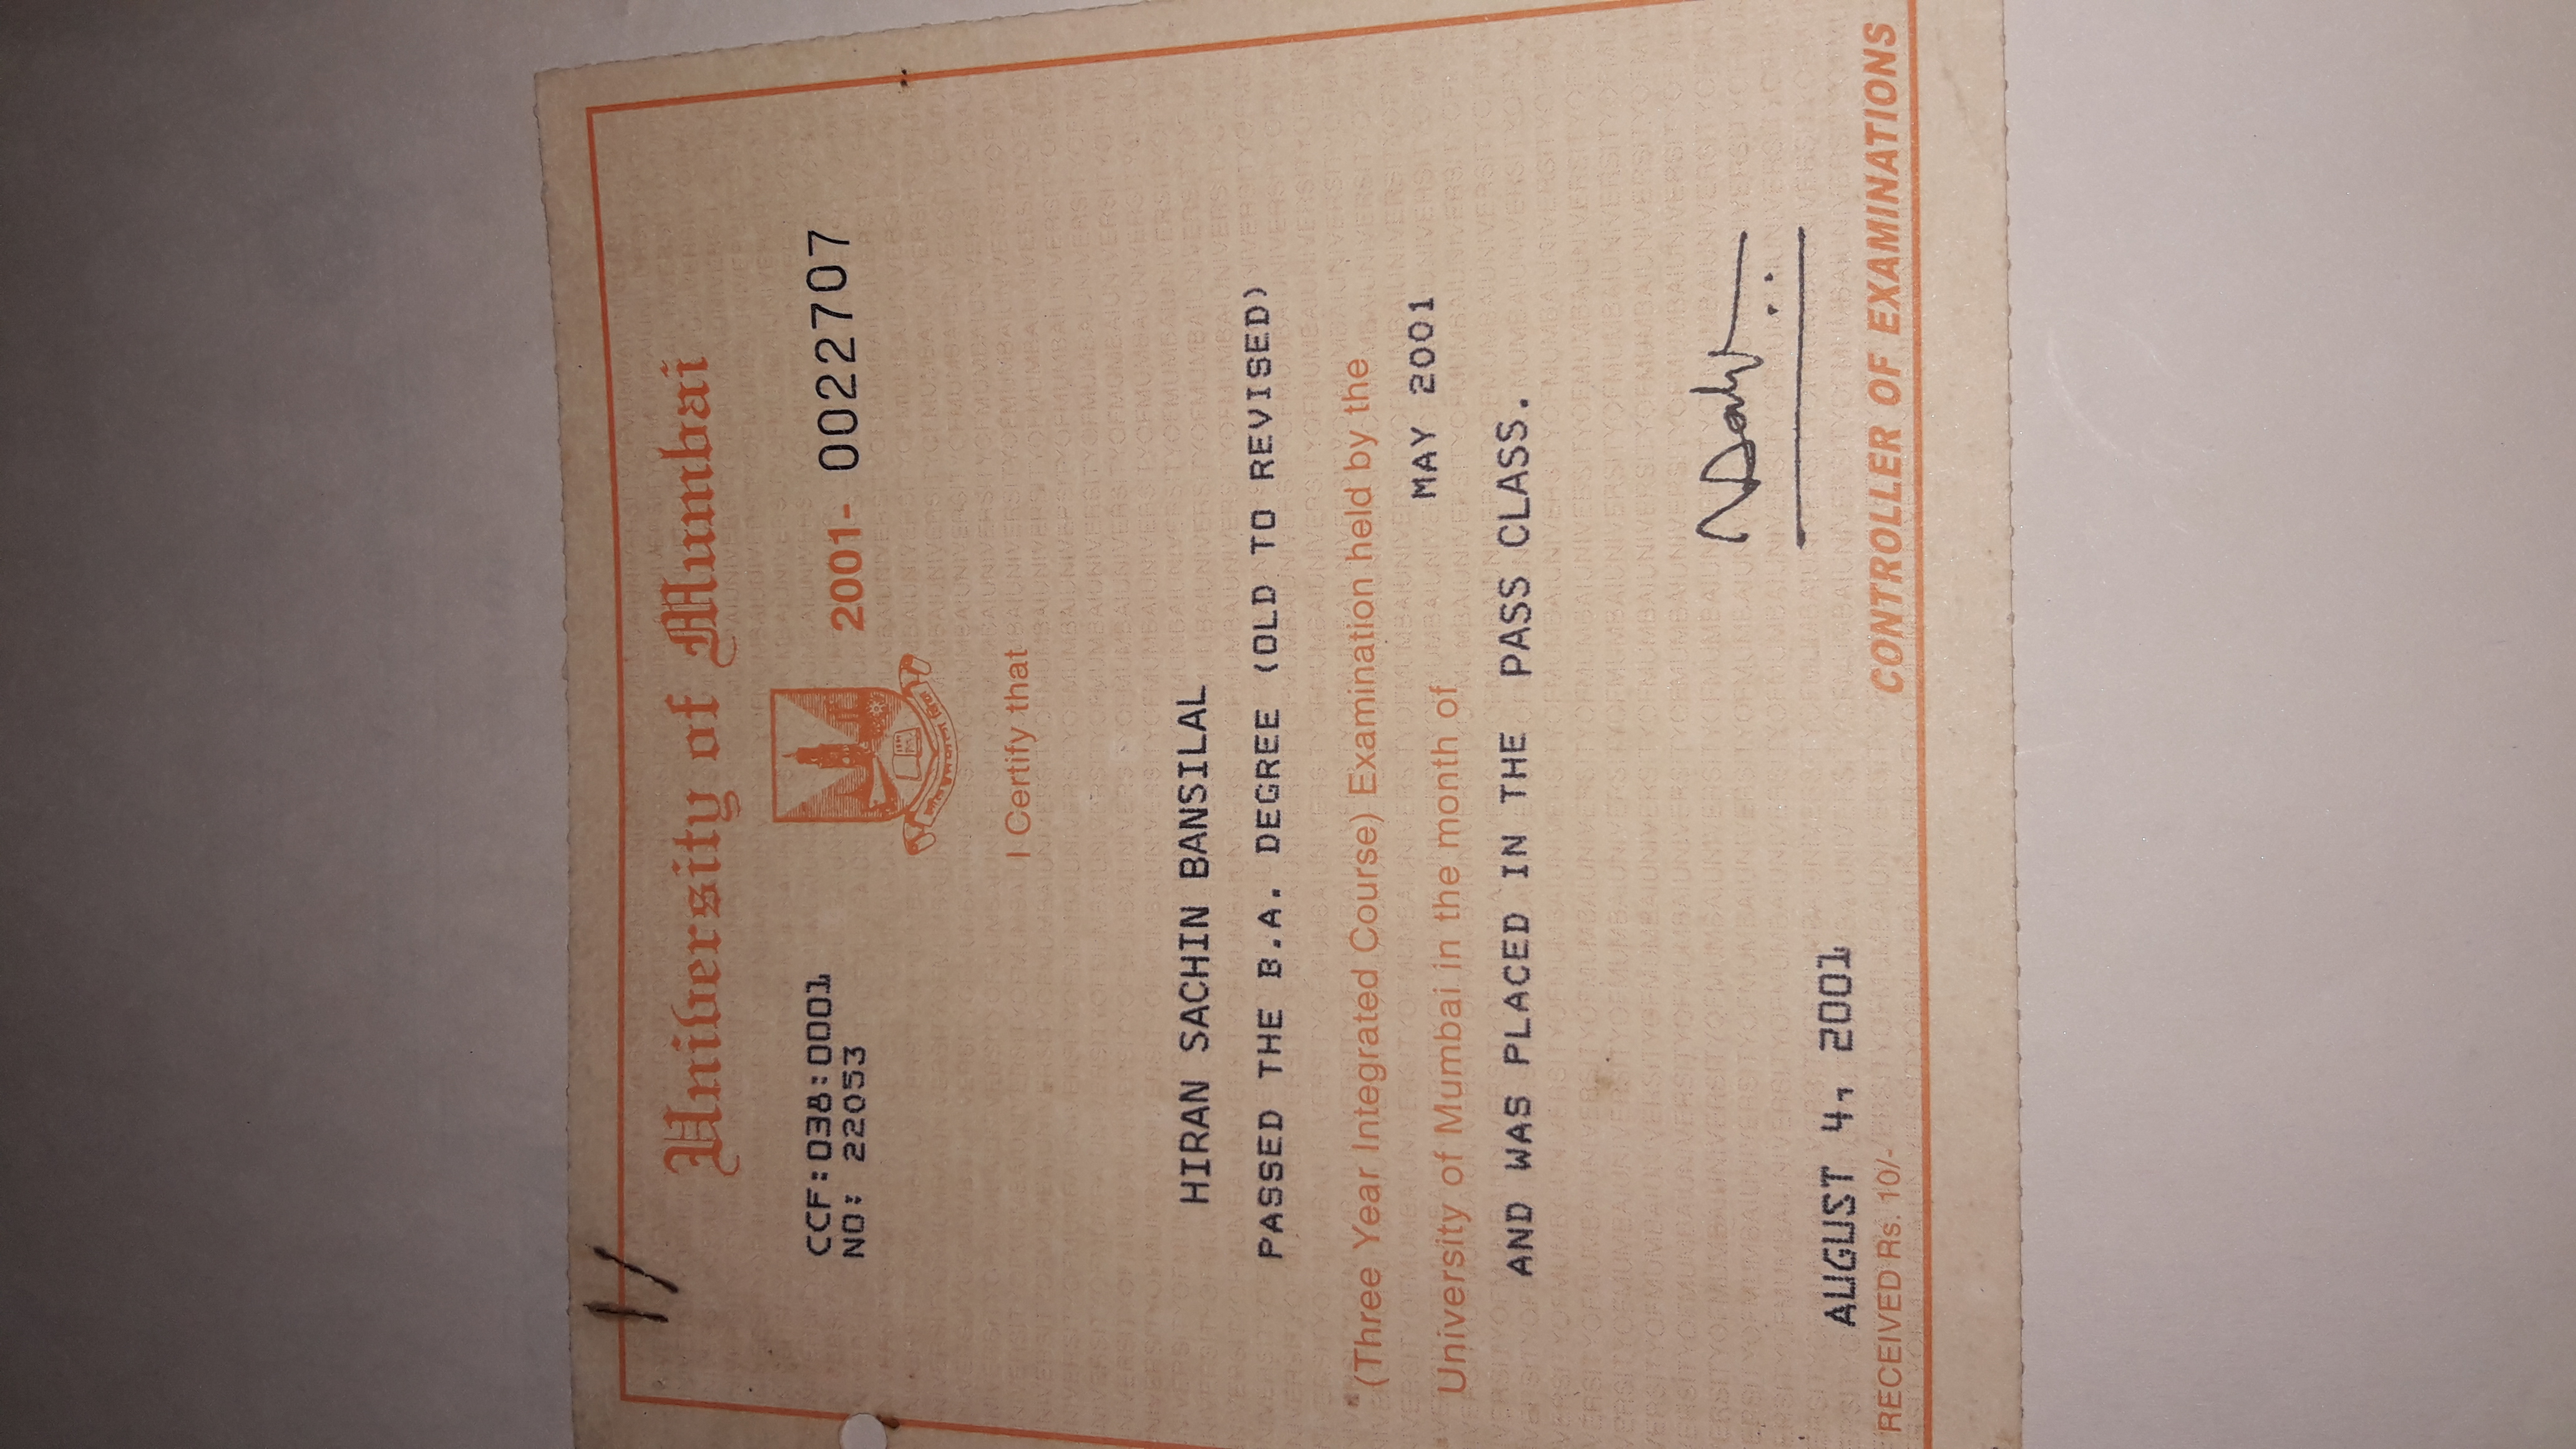 University of Mumbai
CCF:038:0001
NO: 22053
2001- 0022707
I Certify that
HIRAN SACHIN BANSILAL
PASSED THE B.A. DEGREE (OLD TO REVISED)
(Three Year Integrated Course) Examination held by the
University of Mumbai in the month of MAY 2001
AND WAS PLACED IN THE PASS CLASS.
AUGUST 4, 2001
RECEIVED Rs. 10/-
CONTROLLER OF EXAMINATIONS